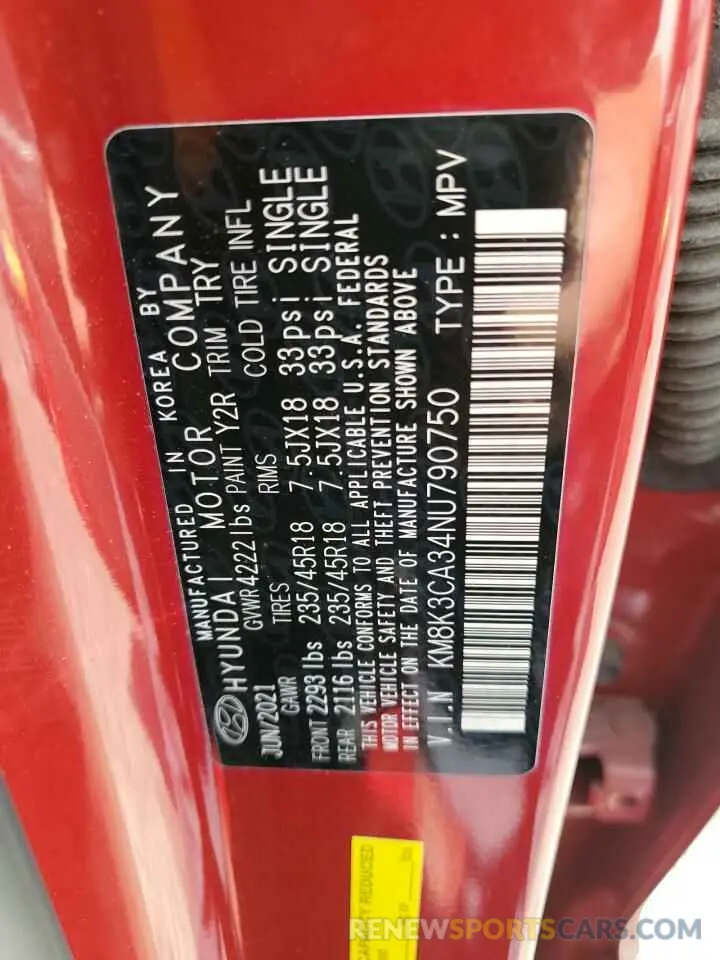 MANUFACTURED IN KOREA BY
HYUNDAI MOTOR COMPANY
JUN/2021 GVWR 4222 lbs PAINT Y2R TRIM TRY
GAWR TIRES RIMS COLD TIRE INFL
FRONT 2293 lbs 235/45R18 7.5JX18 33psi SINGLE
REAR 2116 lbs 235/45R18 7.5JX18 33psi SINGLE
THIS VEHICLE CONFORMS TO ALL APPLICABLE U.S.A. FEDERAL
MOTOR VEHICLE SAFETY AND THEFT PREVENTION STANDARDS
IN EFFECT ON THE DATE OF MANUFACTURE SHOWN ABOVE
V.I.N KM8K3CA34NU790750 TYPE : MPV
REDUCED
RENEWSPORTSCARS.COM